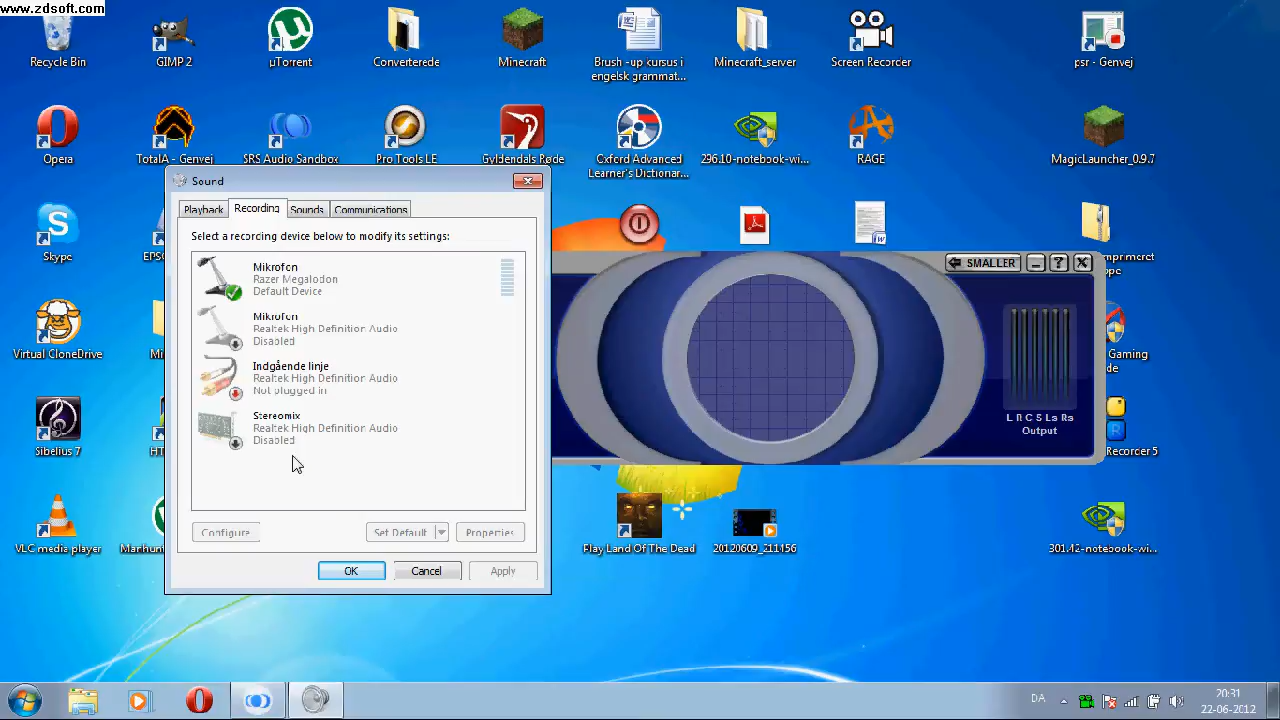 www.zdsoft.com
Recycle Bin
GIMP 2
µTorrent
Converterede
Minecraft
Brush -up kursus i
engelsk grammat...
Minecraft_server
Screen Recorder
psr - Genvej
Opera
TotalA - Genvej
SRS Audio Sandbox
Pro Tools LE
Gyldendals Røde
Oxford Advanced
Learner's Dictionar...
296.10-notebook-wi...
RAGE
MagicLauncher_0.9.7
Sound
Playback
Recording
Sounds
Communications
Select a recording device below to modify its settings:
Mikrofon
Razer Megalodon
Default Device
Mikrofon
Realtek High Definition Audio
Disabled
Indgående linje
Realtek High Definition Audio
Not plugged in
Stereomix
Realtek High Definition Audio
Disabled
Configure
Set Default
Properties
OK
Cancel
Apply
SMALLER
?
L R C S Ls Rs
Output
Skype
EPS
Virtual CloneDrive
Gaming
Sibelius 7
HT
Recorder 5
VLC media player
Manhunt
Play Land Of The Dead
20120609_211456
301.42-notebook-wi...
DA
20:31
22-06-2012